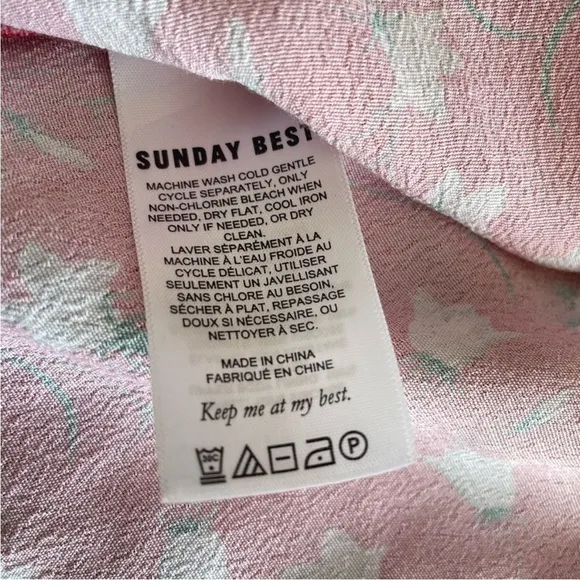 SUNDAY BEST
MACHINE WASH COLD GENTLE
CYCLE SEPARATELY, ONLY
NON-CHLORINE BLEACH WHEN
NEEDED, DRY FLAT, COOL IRON
ONLY IF NEEDED, OR DRY
CLEAN.
LAVER SÉPARÉMENT À LA
MACHINE À L'EAU FROIDE AU
CYCLE DÉLICAT, UTILISER
SEULEMENT UN JAVELLISANT
SANS CHLORE AU BESOIN,
SÉCHER À PLAT, REPASSAGE
DOUX SI NÉCESSAIRE, OU
NETTOYER À SEC.
MADE IN CHINA
FABRIQUÉ EN CHINE
Keep me at my best.
30C P